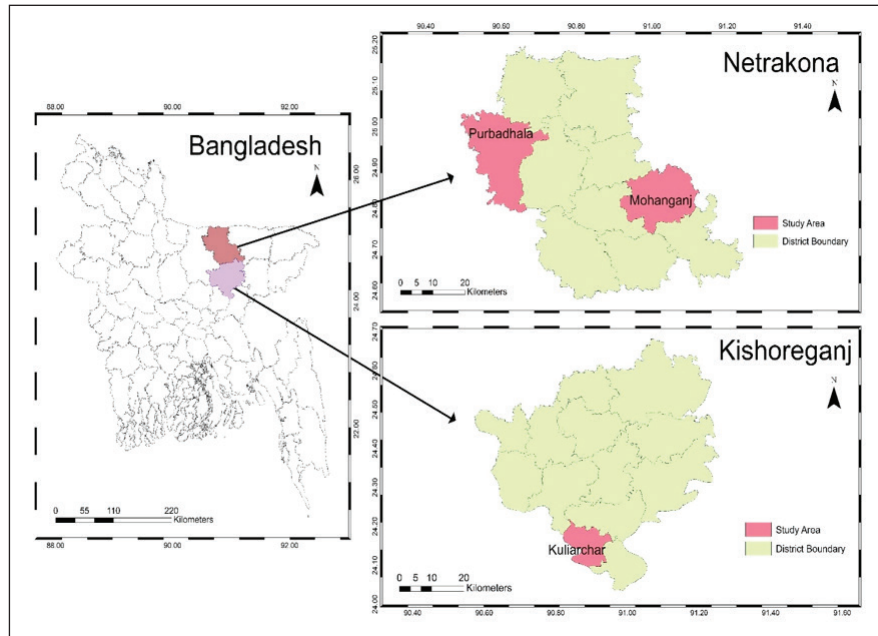 Bangladesh
N
88.00 90.00 92.00
26.00
24.00
22.00
88.00 90.00 92.00
0 55 110 220
Kilometers
Netrakona
N
90.40 90.60 90.80 91.00 91.20 91.40
25.20
25.10
25.00
24.90
24.80
24.70
24.60
Purbadhala
Mohanganj
Study Area
District Boundary
0 5 10 20
Kilometers
Kishoreganj
N
24.70
24.50
24.40
24.30
24.20
24.10
24.00
Kuliarchar
Study Area
District Boundary
0 5 10 20
Kilometers
90.40 90.60 90.80 91.00 91.20 91.40 91.60